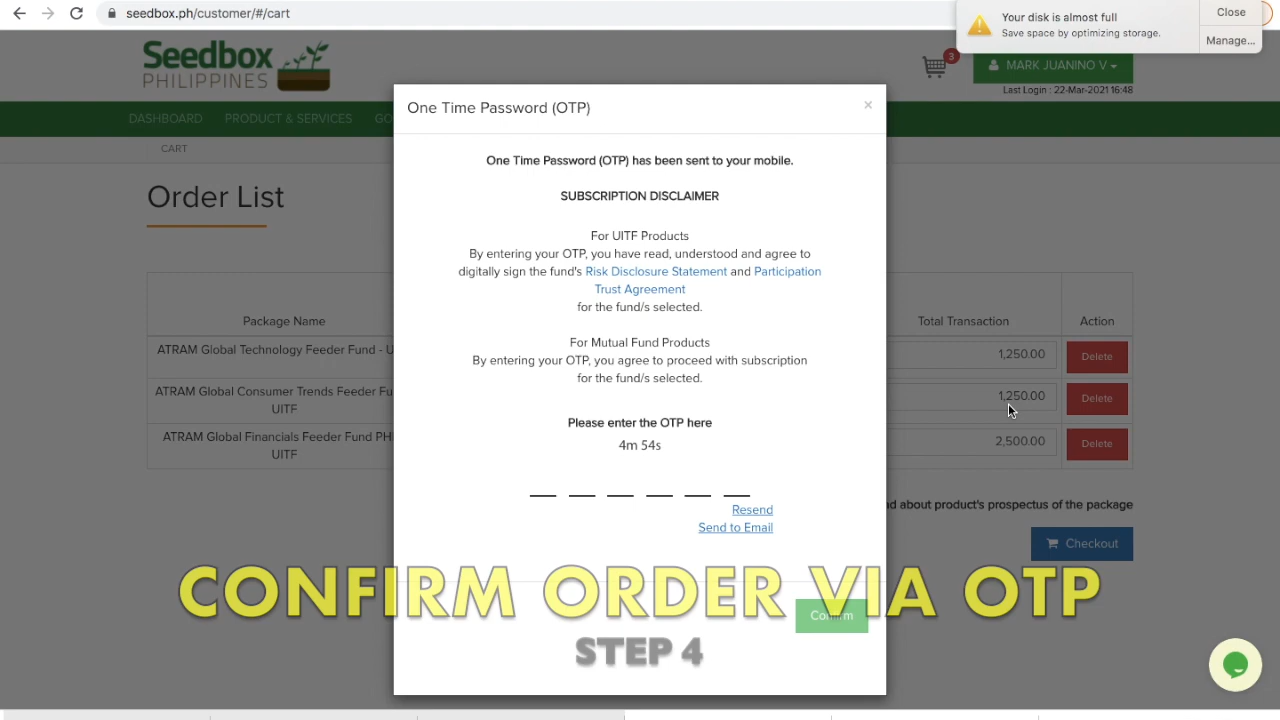 seedbox.ph/customer/#/cart
Your disk is almost full
Save space by optimizing storage.
Close
Manage...
Seedbox
PHILIPPINES
3
MARK JUANINO V
Last Login : 22-Mar-2021 16:48
DASHBOARD
PRODUCT & SERVICES
GO
CART
Order List
Package Name
Total Transaction
Action
ATRAM Global Technology Feeder Fund - U
1,250.00
Delete
ATRAM Global Consumer Trends Feeder Fu
UITF
1,250.00
Delete
ATRAM Global Financials Feeder Fund PH
UITF
2,500.00
Delete
ad about product's prospectus of the package
Checkout
One Time Password (OTP)
×
One Time Password (OTP) has been sent to your mobile.
SUBSCRIPTION DISCLAIMER
For UITF Products
By entering your OTP, you have read, understood and agree to
digitally sign the fund's Risk Disclosure Statement and Participation
Trust Agreement
for the fund/s selected.
For Mutual Fund Products
By entering your OTP, you agree to proceed with subscription
for the fund/s selected.
Please enter the OTP here
4m 54s
Resend
Send to Email
Confirm
CONFIRM ORDER VIA OTP
STEP 4